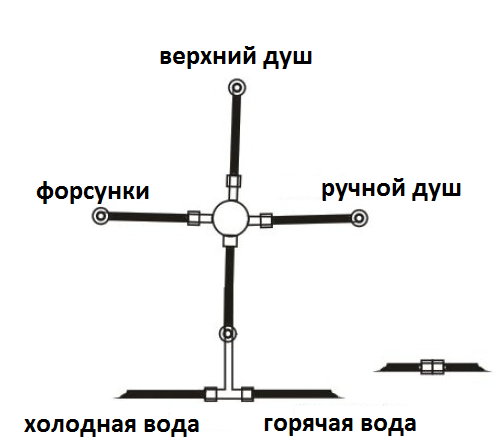 верхний душ
форсунки
ручной душ
холодная вода
горячая вода